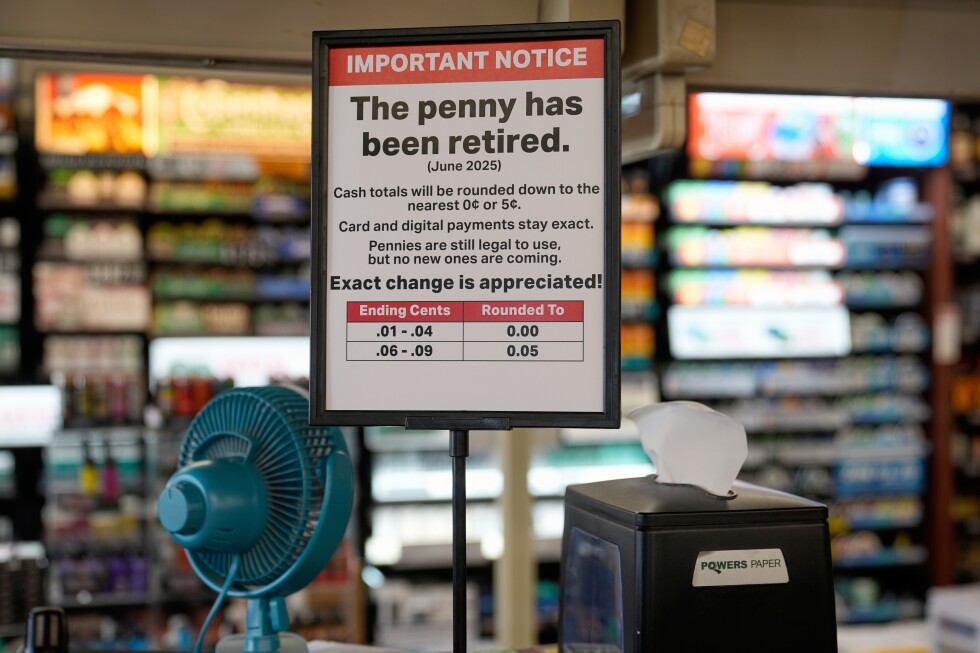 IMPORTANT NOTICE
The penny has
been retired.
(June 2025)
Cash totals will be rounded down to the
nearest 0¢ or 5¢.
Card and digital payments stay exact.
Pennies are still legal to use,
but no new ones are coming.
Exact change is appreciated!
Ending Cents Rounded To
.01 - .04 0.00
.06 - .09 0.05
POWERS PAPER